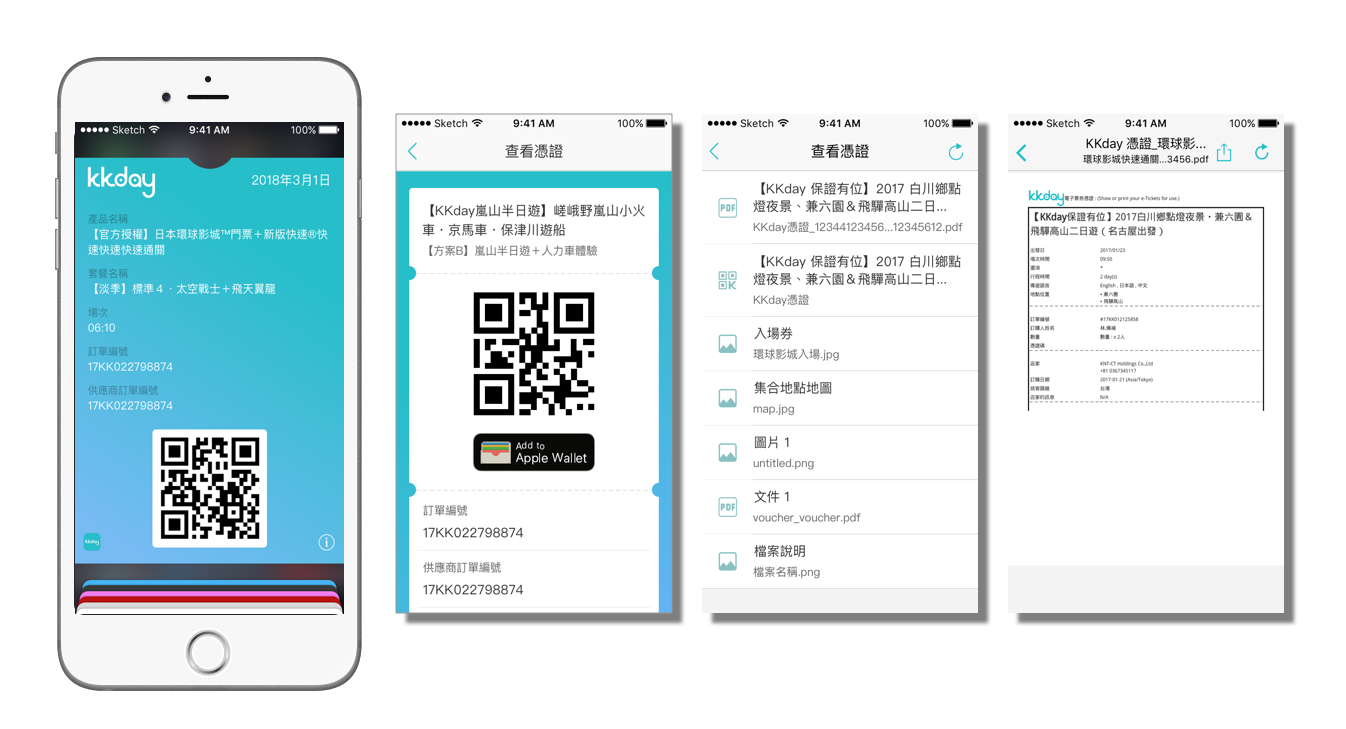 ●●●●● Sketch 9:41 AM 100%
kkday
2018年3月1日
產品名稱
【官方授權】日本環球影城™門票＋新版快速®快
速快速快速通關
套餐名稱
【淡季】標準 4 ．太空戰士＋飛天翼龍
場次
06:10
訂單編號
17KK022798874
供應商訂單編號
17KK022798874
kkday
●●●●● Sketch 9:41 AM 100%
查看憑證
【KKday嵐山半日遊】嵯峨野嵐山小火
車．京馬車．保津川遊船
【方案B】嵐山半日遊＋人力車體驗
Add to
Apple Wallet
訂單編號
17KK022798874
供應商訂單編號
17KK022798874
●●●●● Sketch 9:41 AM 100%
查看憑證
PDF
【KKday 保證有位】2017 白川鄉點
燈夜景、兼六園＆飛驒高山二日...
KKday憑證_12344123456...12345612.pdf
【KKday 保證有位】2017 白川鄉點
燈夜景、兼六園＆飛驒高山二日...
KKday憑證
入場券
環球影城入場.jpg
集合地點地圖
map.jpg
圖片 1
untitled.png
PDF
文件 1
voucher_voucher.pdf
檔案說明
檔案名稱.png
●●●●● Sketch 9:41 AM 100%
KKday 憑證_環球影...
環球影城快速通關...3456.pdf
kkday電子票券憑證 : (Show or print your e-Tickets for use.)
【KKday保證有位】2017白川鄉點燈夜景・兼六園＆
飛驒高山二日遊 ( 名古屋出發 )
出發日 2017/01/23
場次時間 09:50
選項 *
行程時間 2 day(s)
導遊語言 English , 日本語 , 中文
地點位置 • 兼六園
• 飛驒高山
訂單編號 #17KK012125858
訂購人姓名
數量 數量 : x 2人
憑證碼
店家 KNT-CT Holdings Co.,Ltd
+81 0367345117
訂購日期 2017-01-21 (Asia/Tokyo)
旅客國籍 台灣
店家的訊息 N/A